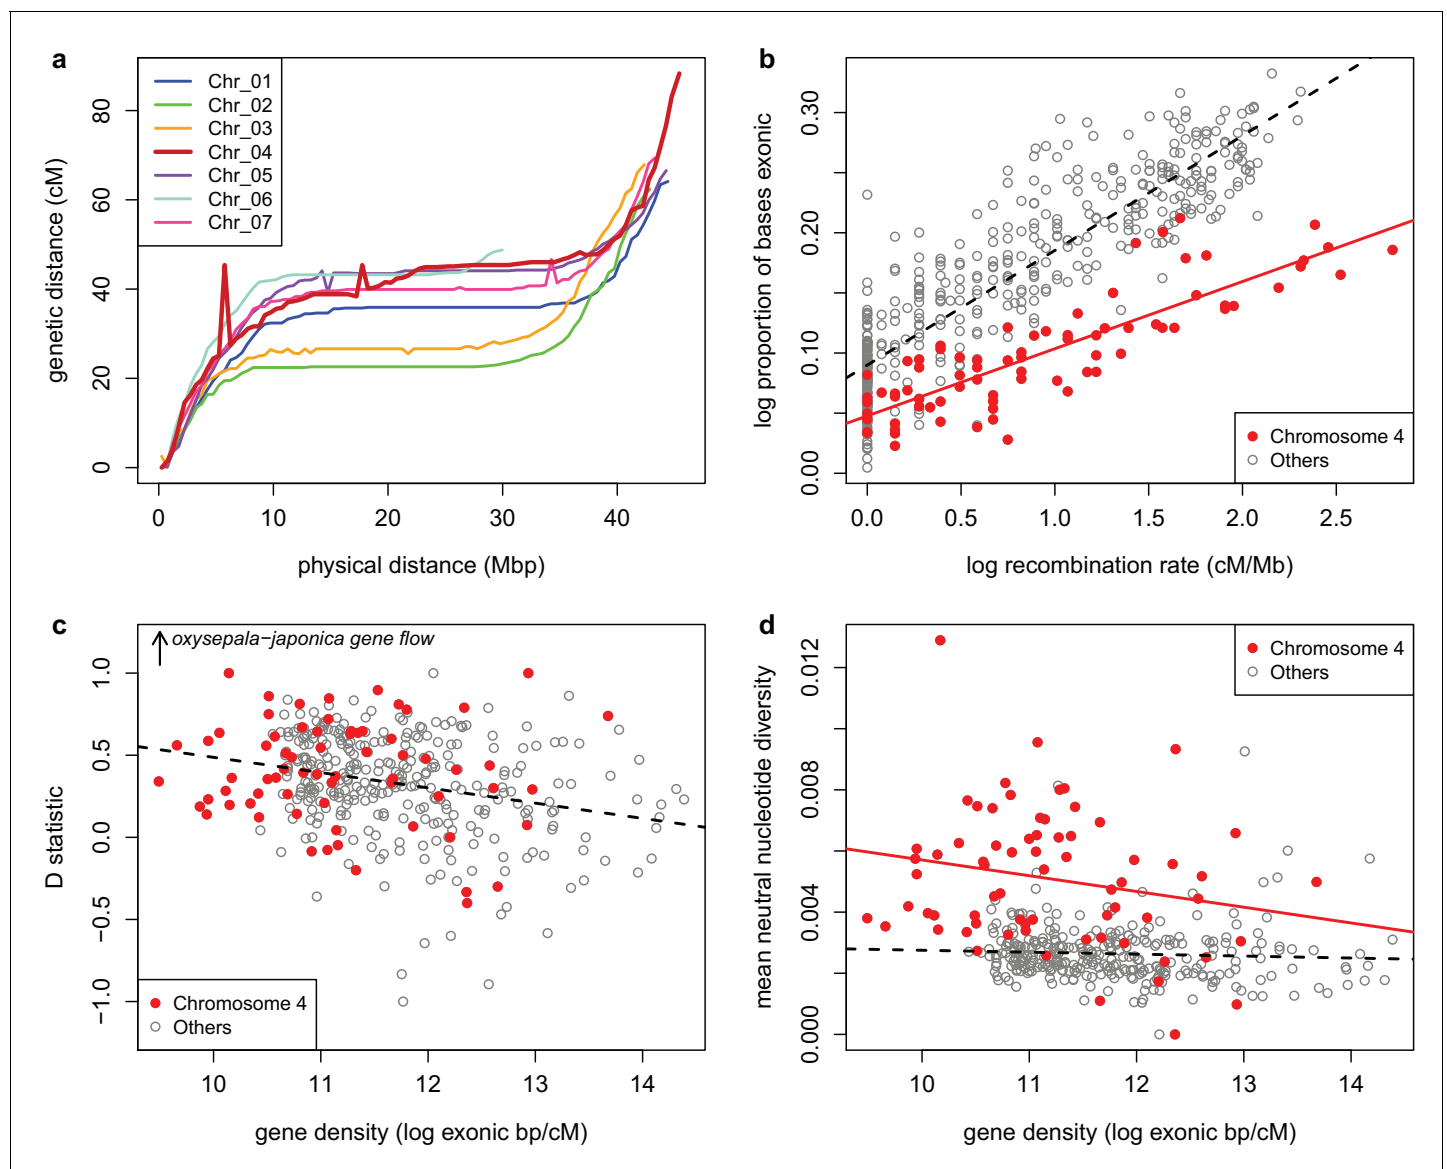 a
Chr_01
Chr_02
Chr_03
Chr_04
Chr_05
Chr_06
Chr_07
genetic distance (cM)
0
20
40
60
80
0
10
20
30
40
physical distance (Mbp)
b
log proportion of bases exonic
0.00
0.10
0.20
0.30
Chromosome 4
Others
0.0
0.5
1.0
1.5
2.0
2.5
log recombination rate (cM/Mb)
c
oxysepala−japonica gene flow
D statistic
−1.0
−0.5
0.0
0.5
1.0
Chromosome 4
Others
10
11
12
13
14
gene density (log exonic bp/cM)
d
Chromosome 4
Others
mean neutral nucleotide diversity
0.000
0.004
0.008
0.012
10
11
12
13
14
gene density (log exonic bp/cM)